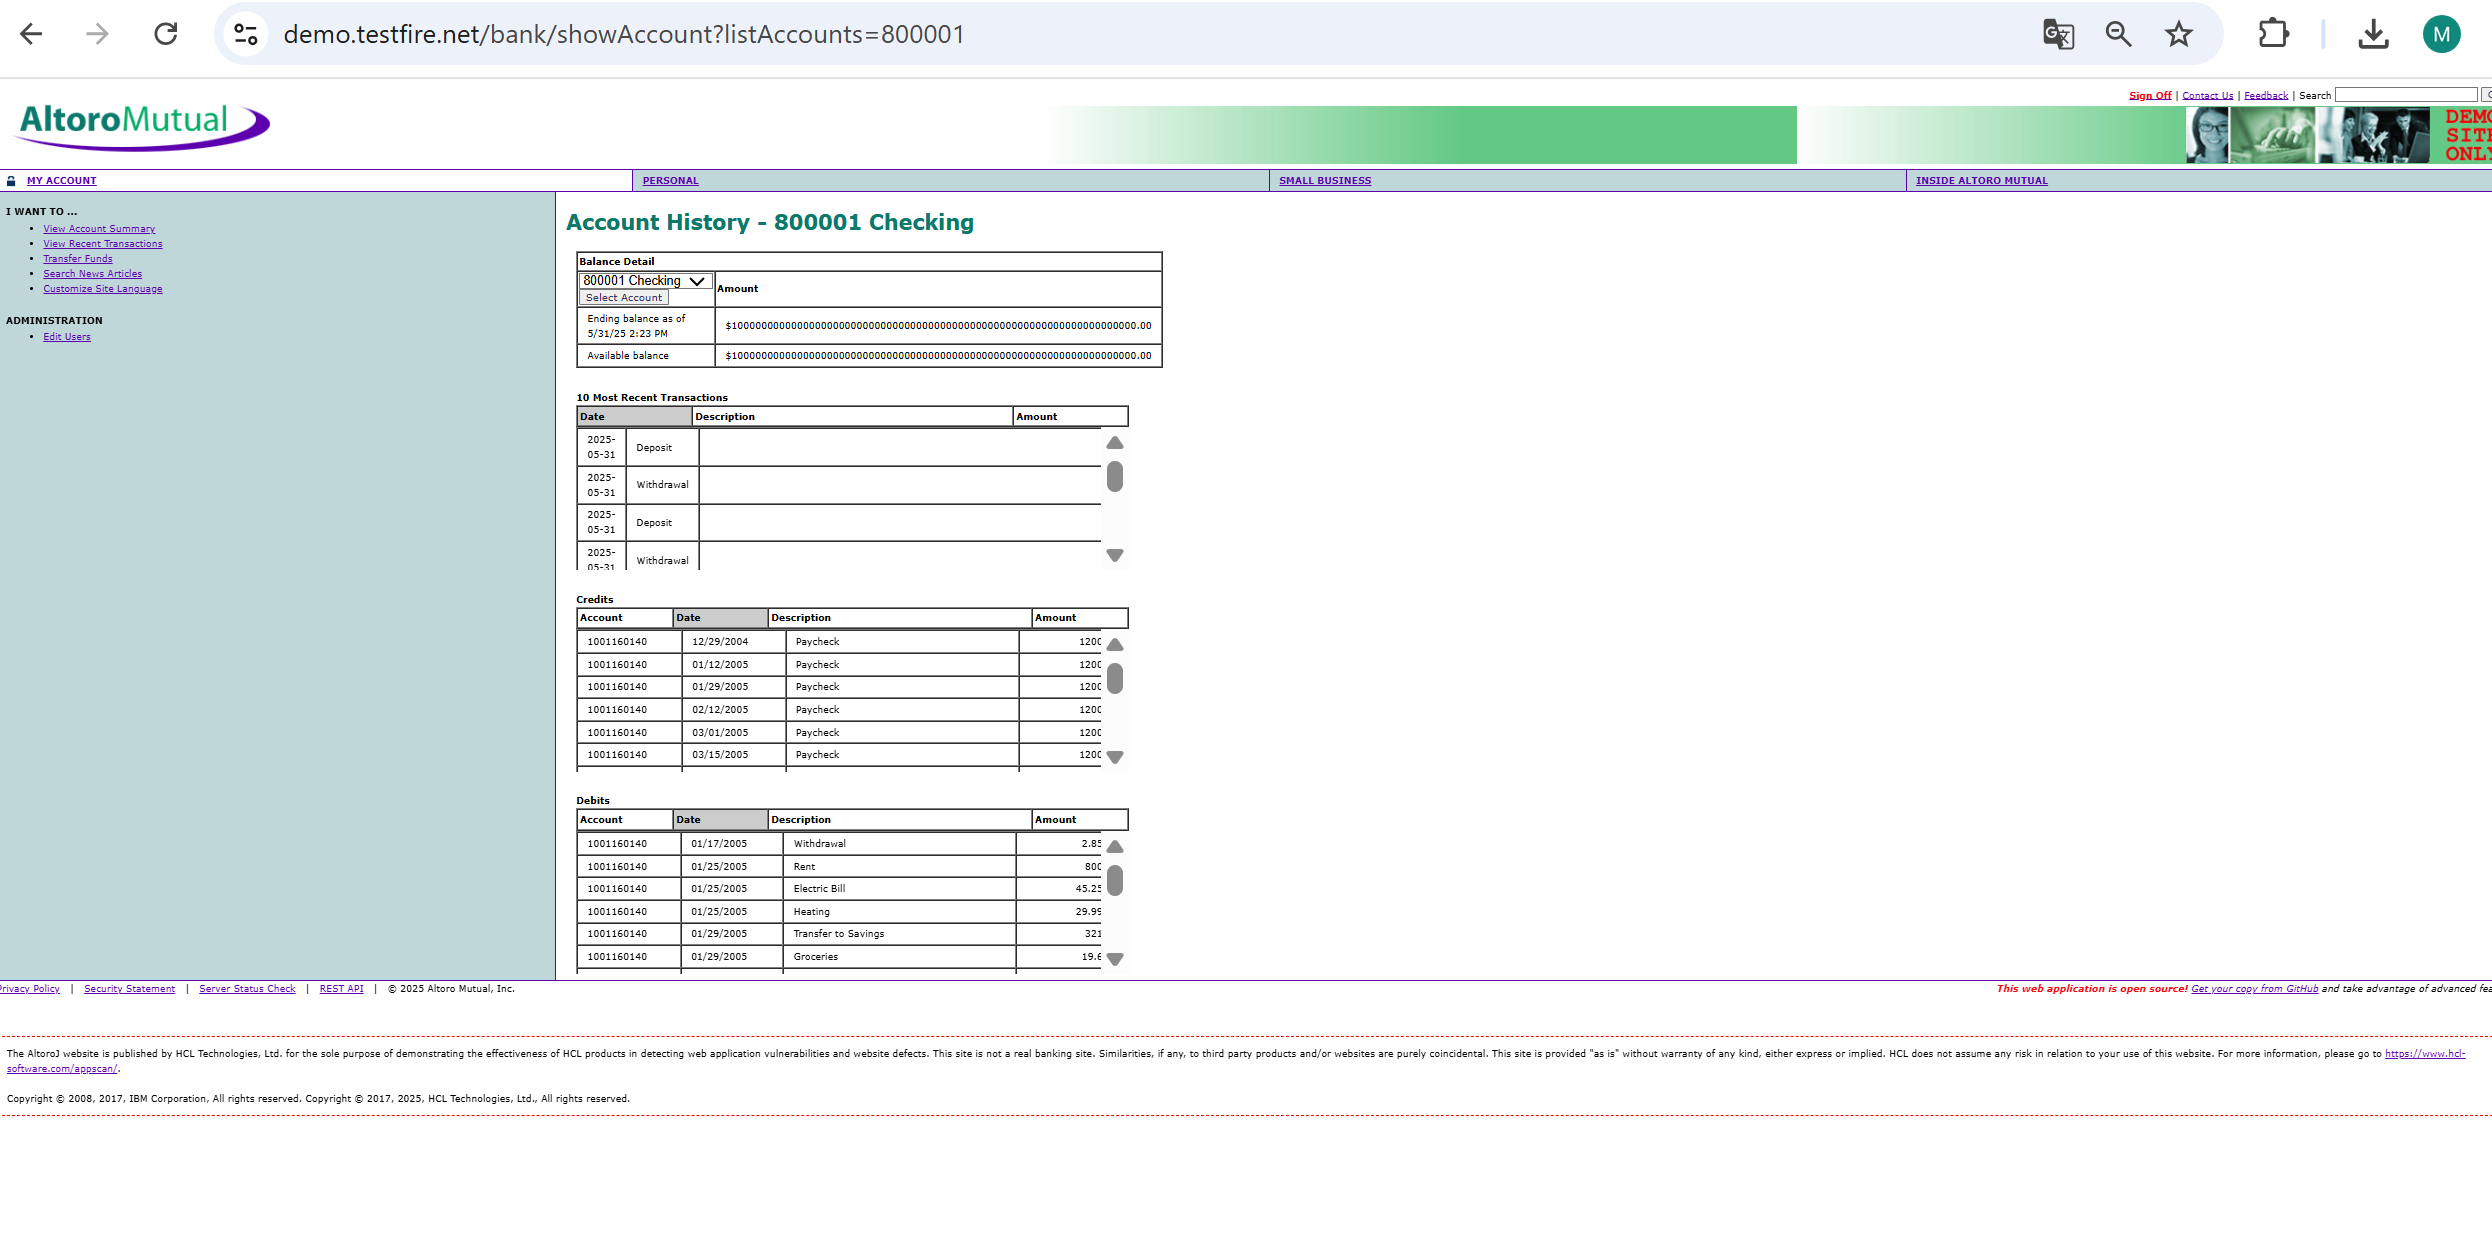 demo.testfire.net/bank/showAccount?listAccounts=800001
M
Sign Off | Contact Us | Feedback | Search
AltoroMutual
DEMO
SITE
ONLY
MY ACCOUNT
PERSONAL
SMALL BUSINESS
INSIDE ALTORO MUTUAL
I WANT TO ...
View Account Summary
View Recent Transactions
Transfer Funds
Search News Articles
Customize Site Language
ADMINISTRATION
Edit Users
Account History - 800001 Checking
Balance Detail
800001 Checking
Select Account
Amount
Ending balance as of
5/31/25 2:23 PM
Available balance
10 Most Recent Transactions
Date Description Amount
2025-
05-31 Deposit
2025-
05-31 Withdrawal
2025-
05-31 Deposit
2025-
05-31 Withdrawal
Credits
Account Date Description Amount
1001160140 12/29/2004 Paycheck 1200
1001160140 01/12/2005 Paycheck 1200
1001160140 01/29/2005 Paycheck 1200
1001160140 02/12/2005 Paycheck 1200
1001160140 03/01/2005 Paycheck 1200
1001160140 03/15/2005 Paycheck 1200
Debits
Account Date Description Amount
1001160140 01/17/2005 Withdrawal 2.85
1001160140 01/25/2005 Rent 800
1001160140 01/25/2005 Electric Bill 45.25
1001160140 01/25/2005 Heating 29.99
1001160140 01/29/2005 Transfer to Savings 321
1001160140 01/29/2005 Groceries 19.6
Privacy Policy | Security Statement | Server Status Check | REST API | © 2025 Altoro Mutual, Inc.
This web application is open source! Get your copy from GitHub and take advantage of advanced fea
The AltoroJ website is published by HCL Technologies, Ltd. for the sole purpose of demonstrating the effectiveness of HCL products in detecting web application vulnerabilities and website defects. This site is not a real banking site. Similarities, if any, to third party products and/or websites are purely coincidental. This site is provided "as is" without warranty of any kind, either express or implied. HCL does not assume any risk in relation to your use of this website. For more information, please go to https://www.hcl-
software.com/appscan/.
Copyright © 2008, 2017, IBM Corporation, All rights reserved. Copyright © 2017, 2025, HCL Technologies, Ltd., All rights reserved.